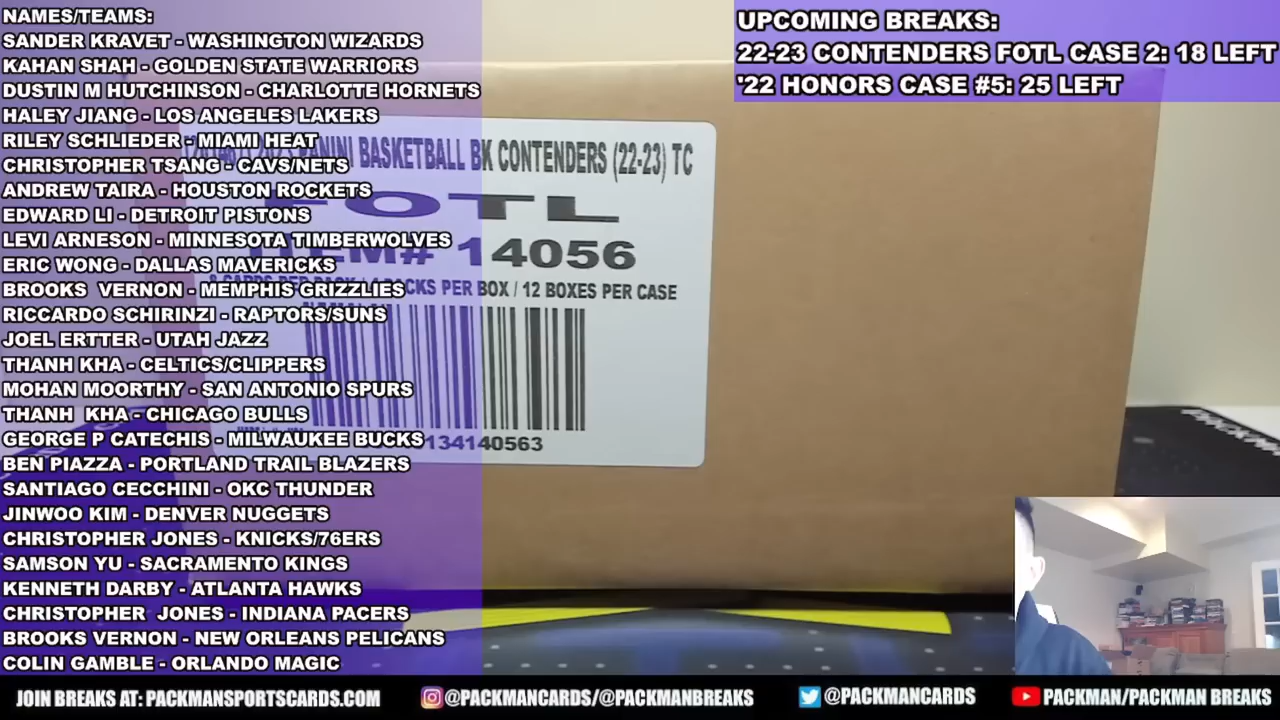 NAMES/TEAMS:
SANDER KRAVET - WASHINGTON WIZARDS
KAHAN SHAH - GOLDEN STATE WARRIORS
DUSTIN M HUTCHINSON - CHARLOTTE HORNETS
HALEY JIANG - LOS ANGELES LAKERS
RILEY SCHLIEDER - MIAMI HEAT
CHRISTOPHER TSANG - CAVS/NETS
ANDREW TAIRA - HOUSTON ROCKETS
EDWARD LI - DETROIT PISTONS
LEVI ARNESON - MINNESOTA TIMBERWOLVES
ERIC WONG - DALLAS MAVERICKS
BROOKS VERNON - MEMPHIS GRIZZLIES
RICCARDO SCHIRINZI - RAPTORS/SUNS
JOEL ERTTER - UTAH JAZZ
THANH KHA - CELTICS/CLIPPERS
MOHAN MOORTHY - SAN ANTONIO SPURS
THANH KHA - CHICAGO BULLS
GEORGE P CATECHIS - MILWAUKEE BUCKS
BEN PIAZZA - PORTLAND TRAIL BLAZERS
SANTIAGO CECCHINI - OKC THUNDER
JINWOO KIM - DENVER NUGGETS
CHRISTOPHER JONES - KNICKS/76ERS
SAMSON YU - SACRAMENTO KINGS
KENNETH DARBY - ATLANTA HAWKS
CHRISTOPHER JONES - INDIANA PACERS
BROOKS VERNON - NEW ORLEANS PELICANS
COLIN GAMBLE - ORLANDO MAGIC
UPCOMING BREAKS:
22-23 CONTENDERS FOTL CASE 2: 18 LEFT
'22 HONORS CASE #5: 25 LEFT
PANINI BASKETBALL BK CONTENDERS (22-23) TC
FOTL
ITEM# 14056
PACKS PER BOX / 12 BOXES PER CASE
134140563
JOIN BREAKS AT: PACKMANSPORTSCARDS.COM
@PACKMANCARDS/@PACKMANBREAKS
@PACKMANCARDS
PACKMAN/PACKMAN BREAKS